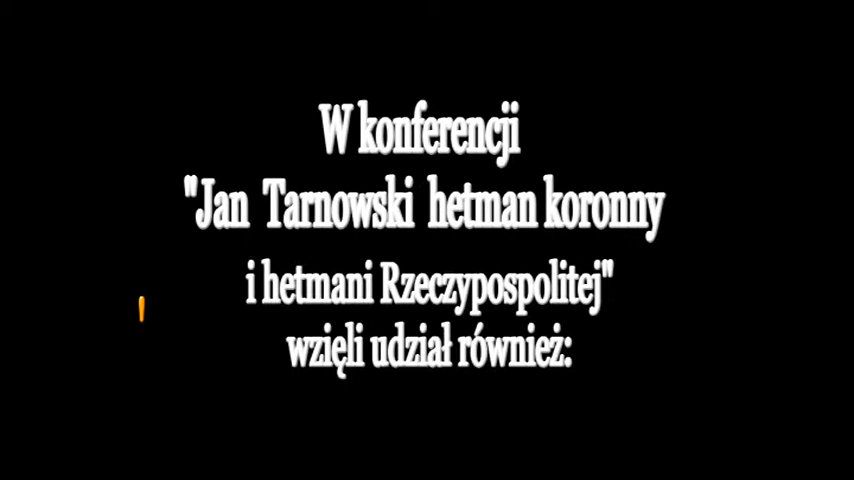 W konferencji
"Jan Tarnowski hetman koronny
i hetmani Rzeczypospolitej"
wzięli udział również: